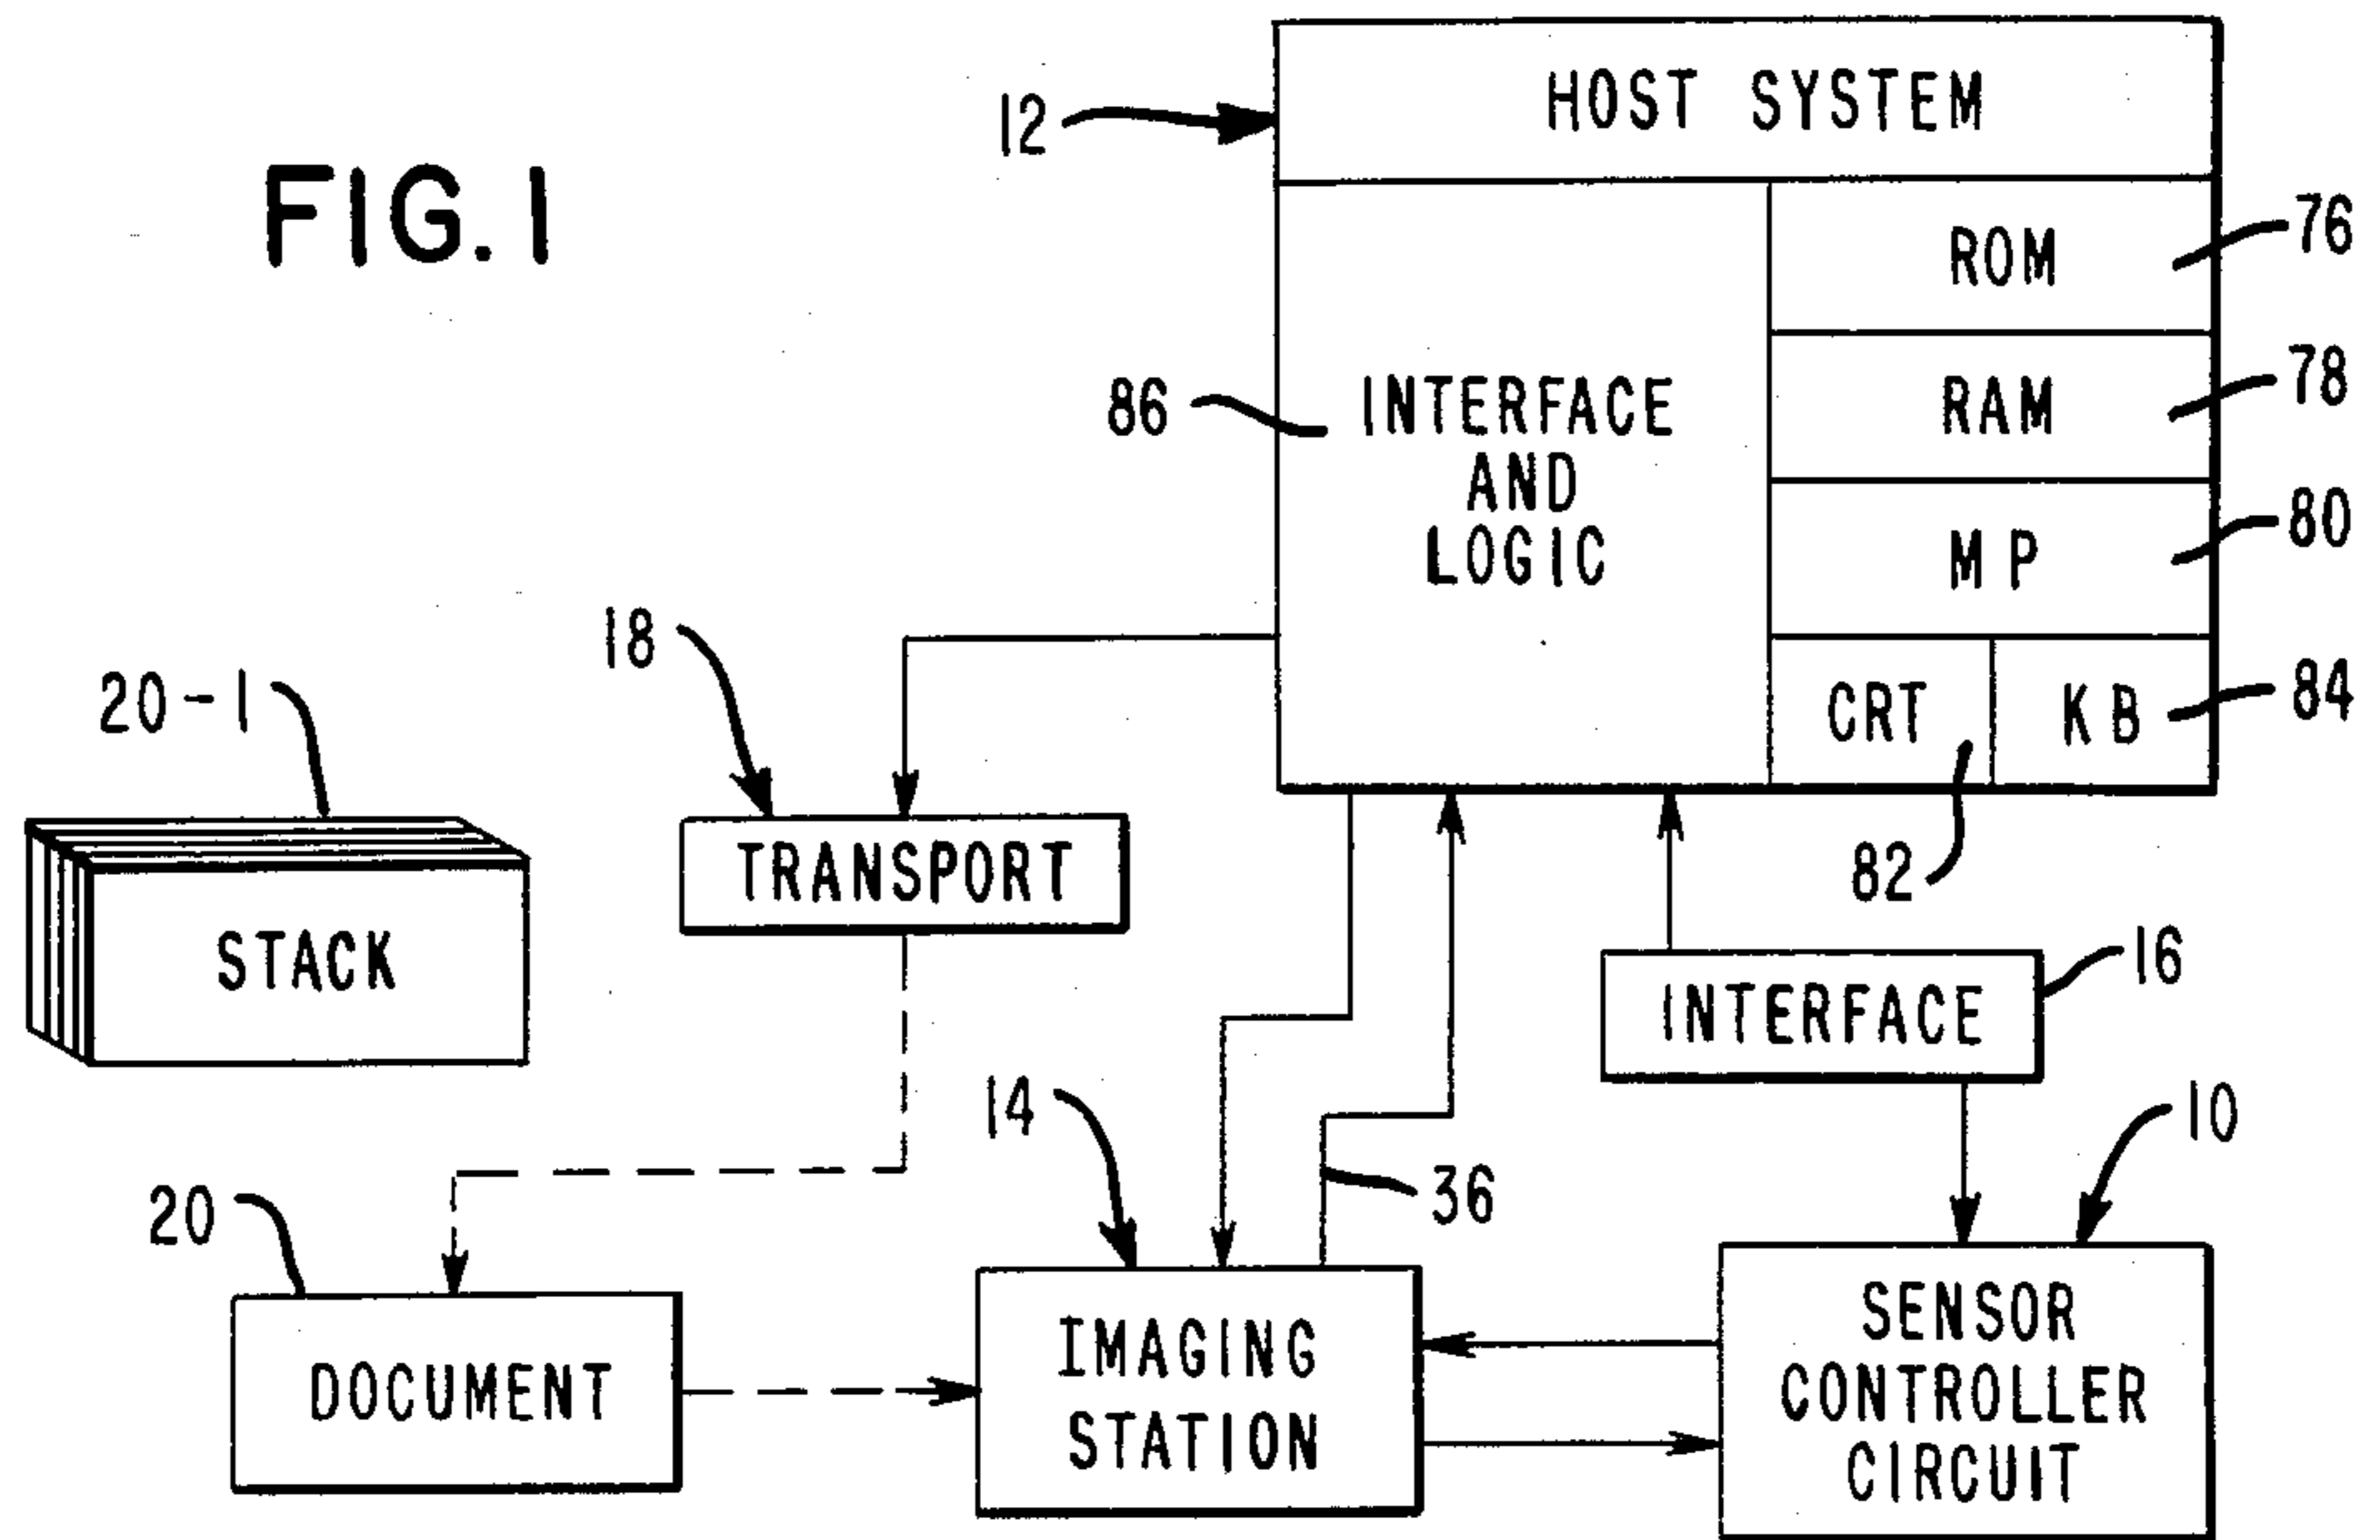 FIG. 1
12
HOST SYSTEM
ROM
76
86
INTERFACE
AND
LOGIC
RAM
78
MP
80
CRT
82
KB
84
18
TRANSPORT
20-1
STACK
INTERFACE
16
20
DOCUMENT
14
IMAGING
STATION
36
10
SENSOR
CONTROLLER
CIRCUIT